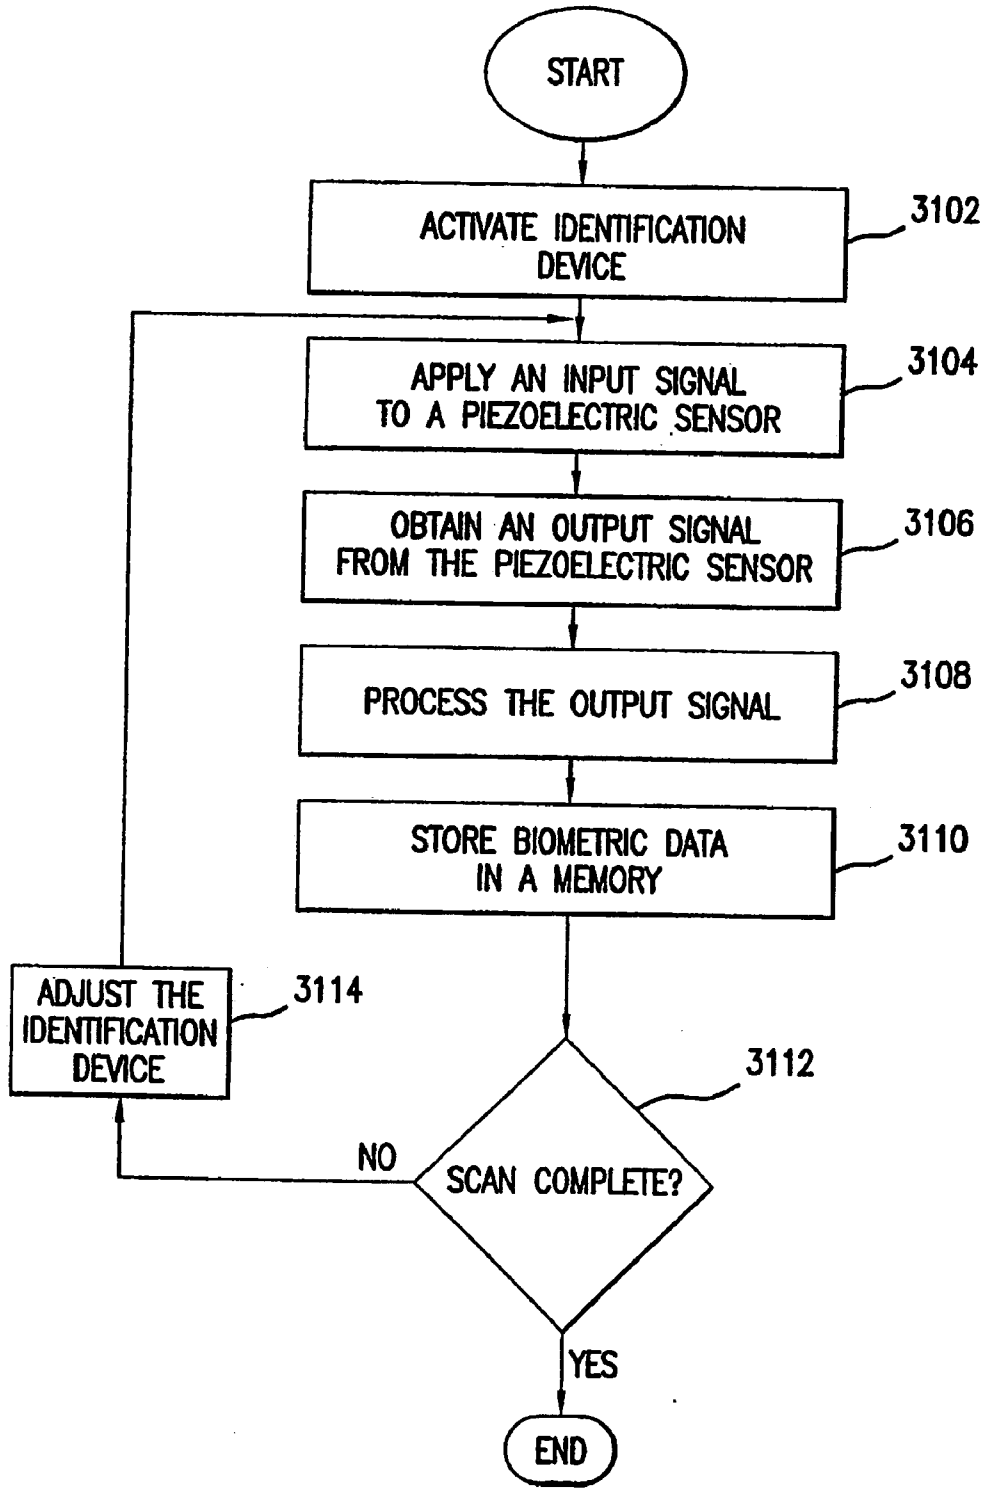 START
ACTIVATE IDENTIFICATION
DEVICE
3102
APPLY AN INPUT SIGNAL
TO A PIEZOELECTRIC SENSOR
3104
OBTAIN AN OUTPUT SIGNAL
FROM THE PIEZOELECTRIC SENSOR
3106
PROCESS THE OUTPUT SIGNAL
3108
STORE BIOMETRIC DATA
IN A MEMORY
3110
ADJUST THE
IDENTIFICATION
DEVICE
3114
3112
SCAN COMPLETE?
NO
YES
END